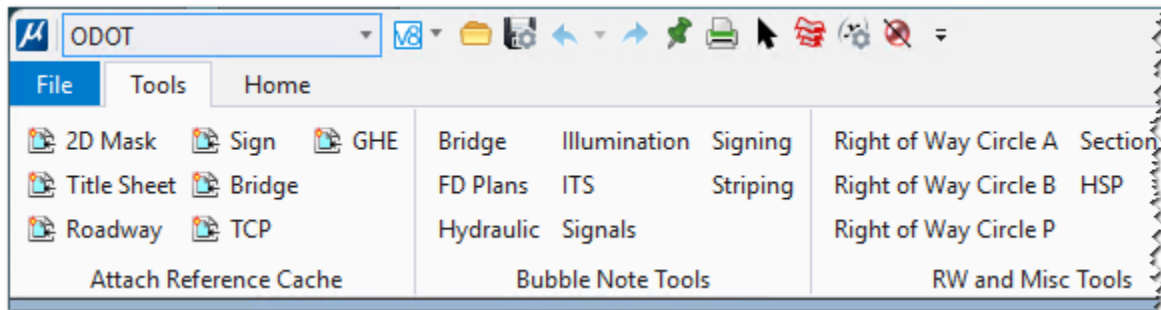 ODOT V8
File Tools Home
2D Mask Sign GHE Bridge Illumination Signing Right of Way Circle A Section
Title Sheet Bridge FD Plans ITS Striping Right of Way Circle B HSP
Roadway TCP Hydraulic Signals Right of Way Circle P
Attach Reference Cache Bubble Note Tools RW and Misc Tools